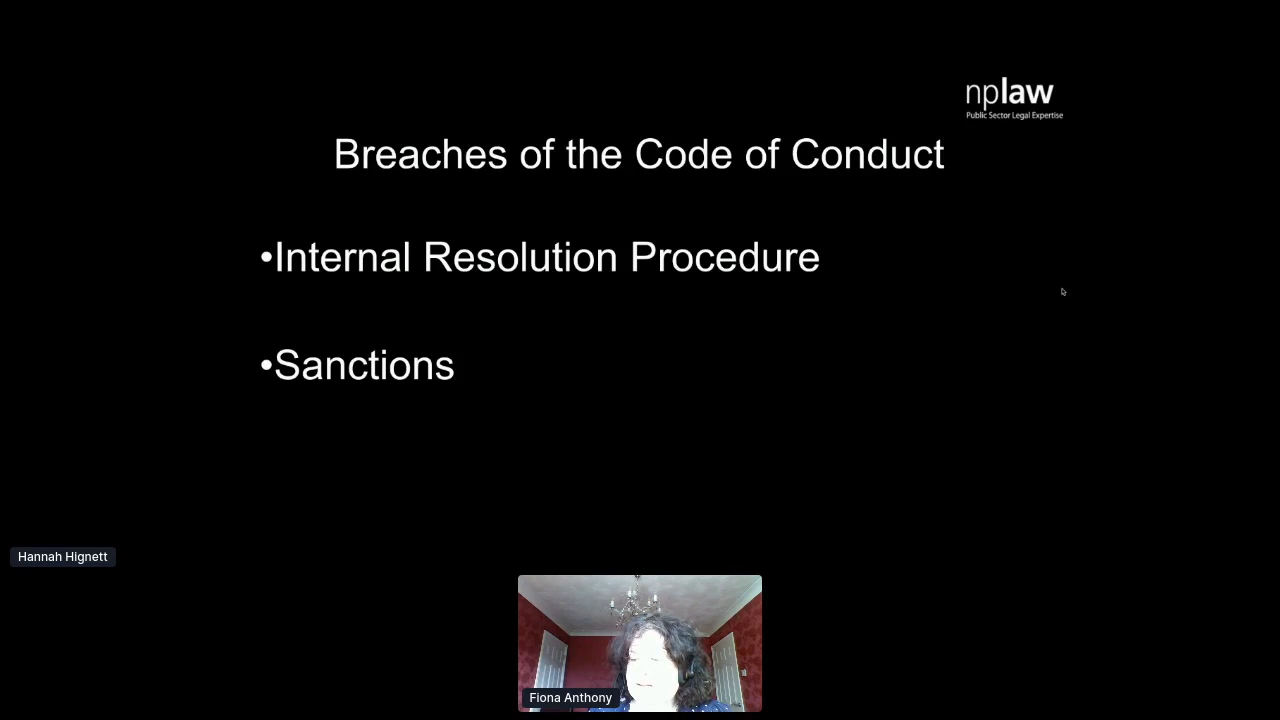 nplaw
Public Sector Legal Expertise
Breaches of the Code of Conduct
•Internal Resolution Procedure
•Sanctions
Hannah Hignett
Fiona Anthony